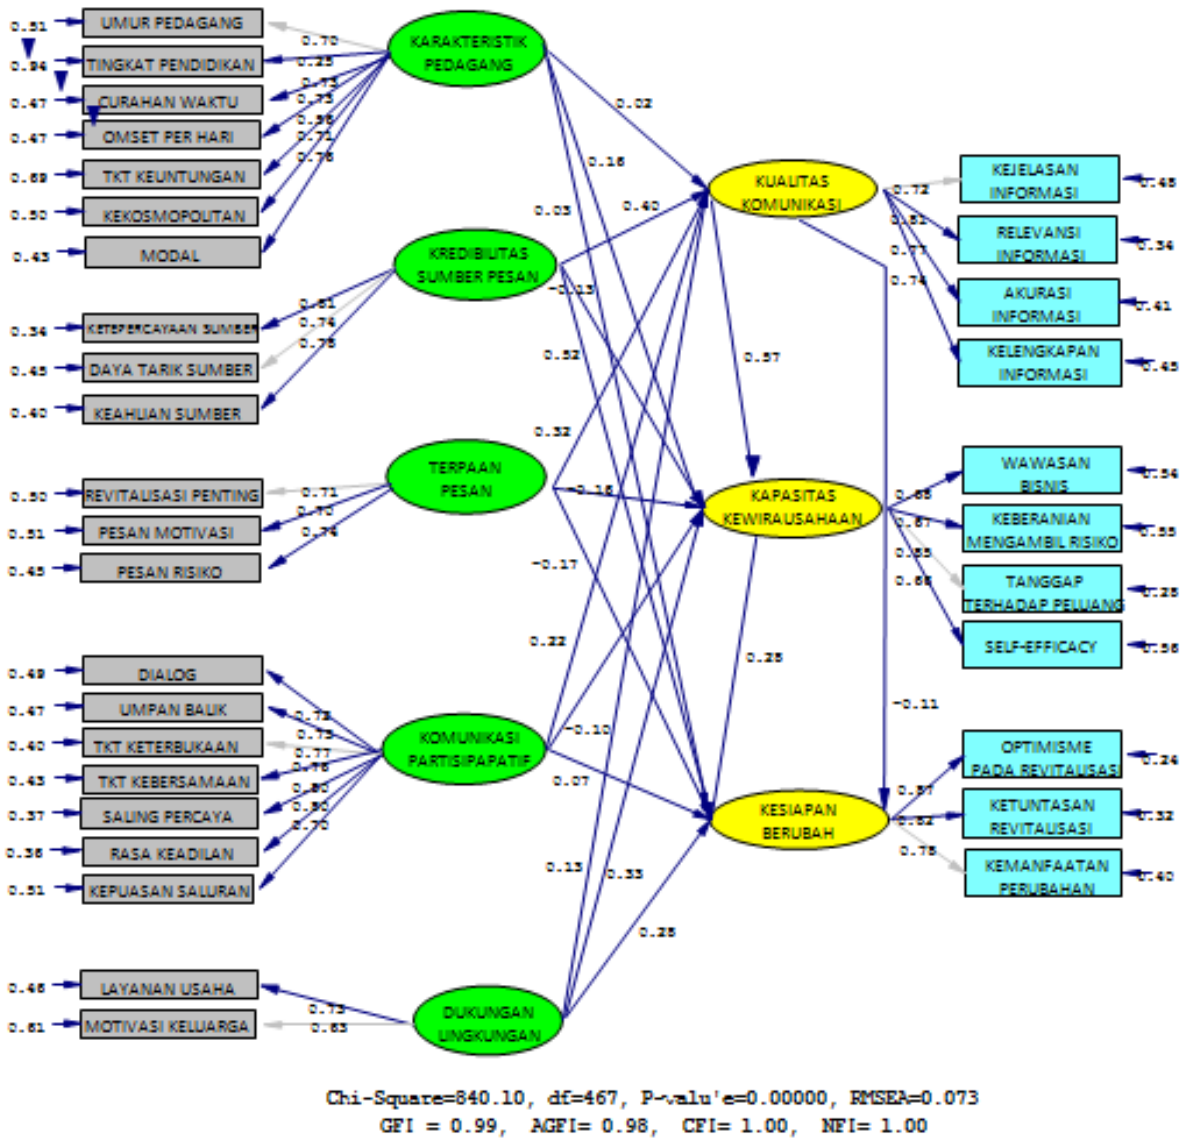 0.51
UMUR PEDAGANG
0.94
TINGKAT PENDIDIKAN
0.47
CURAHAN WAKTU
0.47
OMSET PER HARI
0.69
TKT KEUNTUNGAN
0.50
KEKOSMOPOLITAN
0.43
MODAL
0.70
0.25
0.73
0.73
0.71
KARAKTERISTIK
PEDAGANG
0.34
KETEPERCAYAAN SUMBER
0.45
DAYA TARIK SUMBER
0.40
KEAHLIAN SUMBER
0.81
0.74
0.78
KREDIBILITAS
SUMBER PESAN
0.50
REVITALISASI PENTING
0.51
PESAN MOTIVASI
0.45
PESAN RISIKO
0.71
0.70
0.74
TERPAAN
PESAN
0.49
DIALOG
0.47
UMPAN BALIK
0.40
TKT KETERBUKAAN
0.43
TKT KEBERSAMAAN
0.37
SALING PERCAYA
0.36
RASA KEADILAN
0.51
KEPUASAN SALURAN
0.72
0.73
0.77
0.76
0.80
0.80
0.70
KOMUNIKASI
PARTISIPAPATIF
0.46
LAYANAN USAHA
0.61
MOTIVASI KELUARGA
0.73
0.63
DUKUNGAN
LINGKUNGAN
0.02
0.16
0.03
0.40
-0.13
0.52
0.32
-0.16
-0.17
0.22
-0.10
0.07
0.13
0.33
0.25
0.57
0.25
-0.11
KUALITAS
KOMUNIKASI
KAPASITAS
KEWIRAUSAHAAN
KESIAPAN
BERUBAH
0.72
0.81
0.77
0.74
KEJELASAN
INFORMASI
0.48
RELEVANSI
INFORMASI
0.34
AKURASI
INFORMASI
0.41
KELENGKAPAN
INFORMASI
0.45
0.68
0.67
0.66
WAWASAN
BISNIS
0.54
KEBERANIAN
MENGAMBIL RISIKO
0.55
TANGGAP
TERHADAP PELUANG
0.28
SELF-EFFICACY
0.56
0.87
0.82
0.78
OPTIMISME
PADA REVITALISASI
0.24
KETUNTASAN
REVITALISASI
0.32
KEMANFAATAN
PERUBAHAN
0.40
Chi-Square=840.10, df=467, P-valu'e=0.00000, RMSEA=0.073
GFI = 0.99, AGFI= 0.98, CFI= 1.00, NFI= 1.00